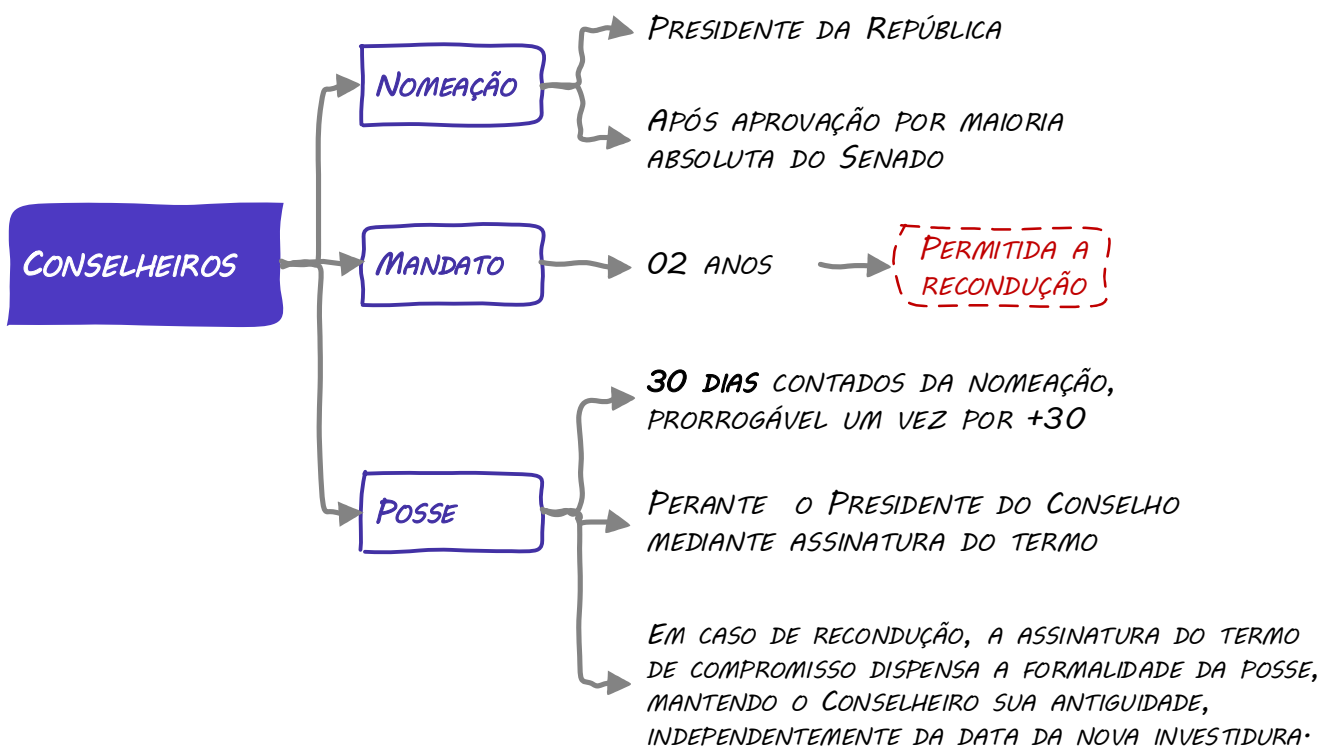 Presidente da República
Nomeação
Após aprovação por maioria
absoluta do Senado
Conselheiros
Mandato
02 anos
Permitida a
recondução
30 dias contados da nomeação,
prorrogável um vez por +30
Posse
Perante o Presidente do Conselho
mediante assinatura do termo
Em caso de recondução, a assinatura do termo
de compromisso dispensa a formalidade da posse,
mantendo o Conselheiro sua antiguidade,
independentemente da data da nova investidura.